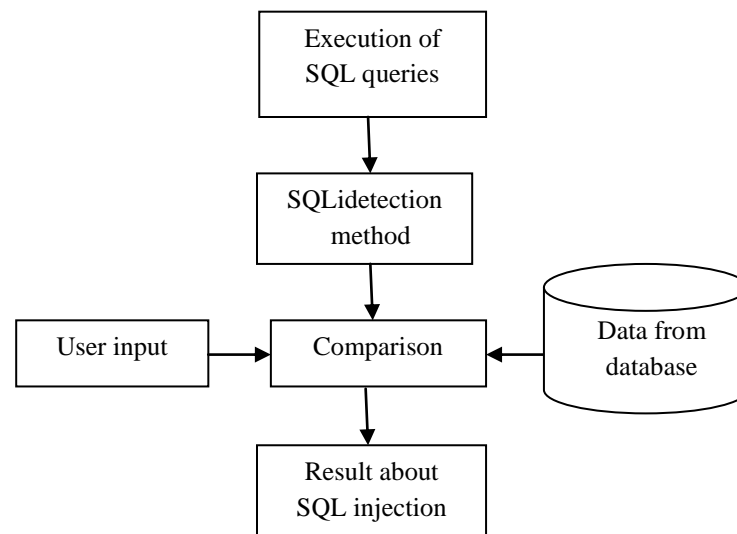 Execution of
SQL queries
SQLidetection
method
User input
Comparison
Data from
database
Result about
SQL injection